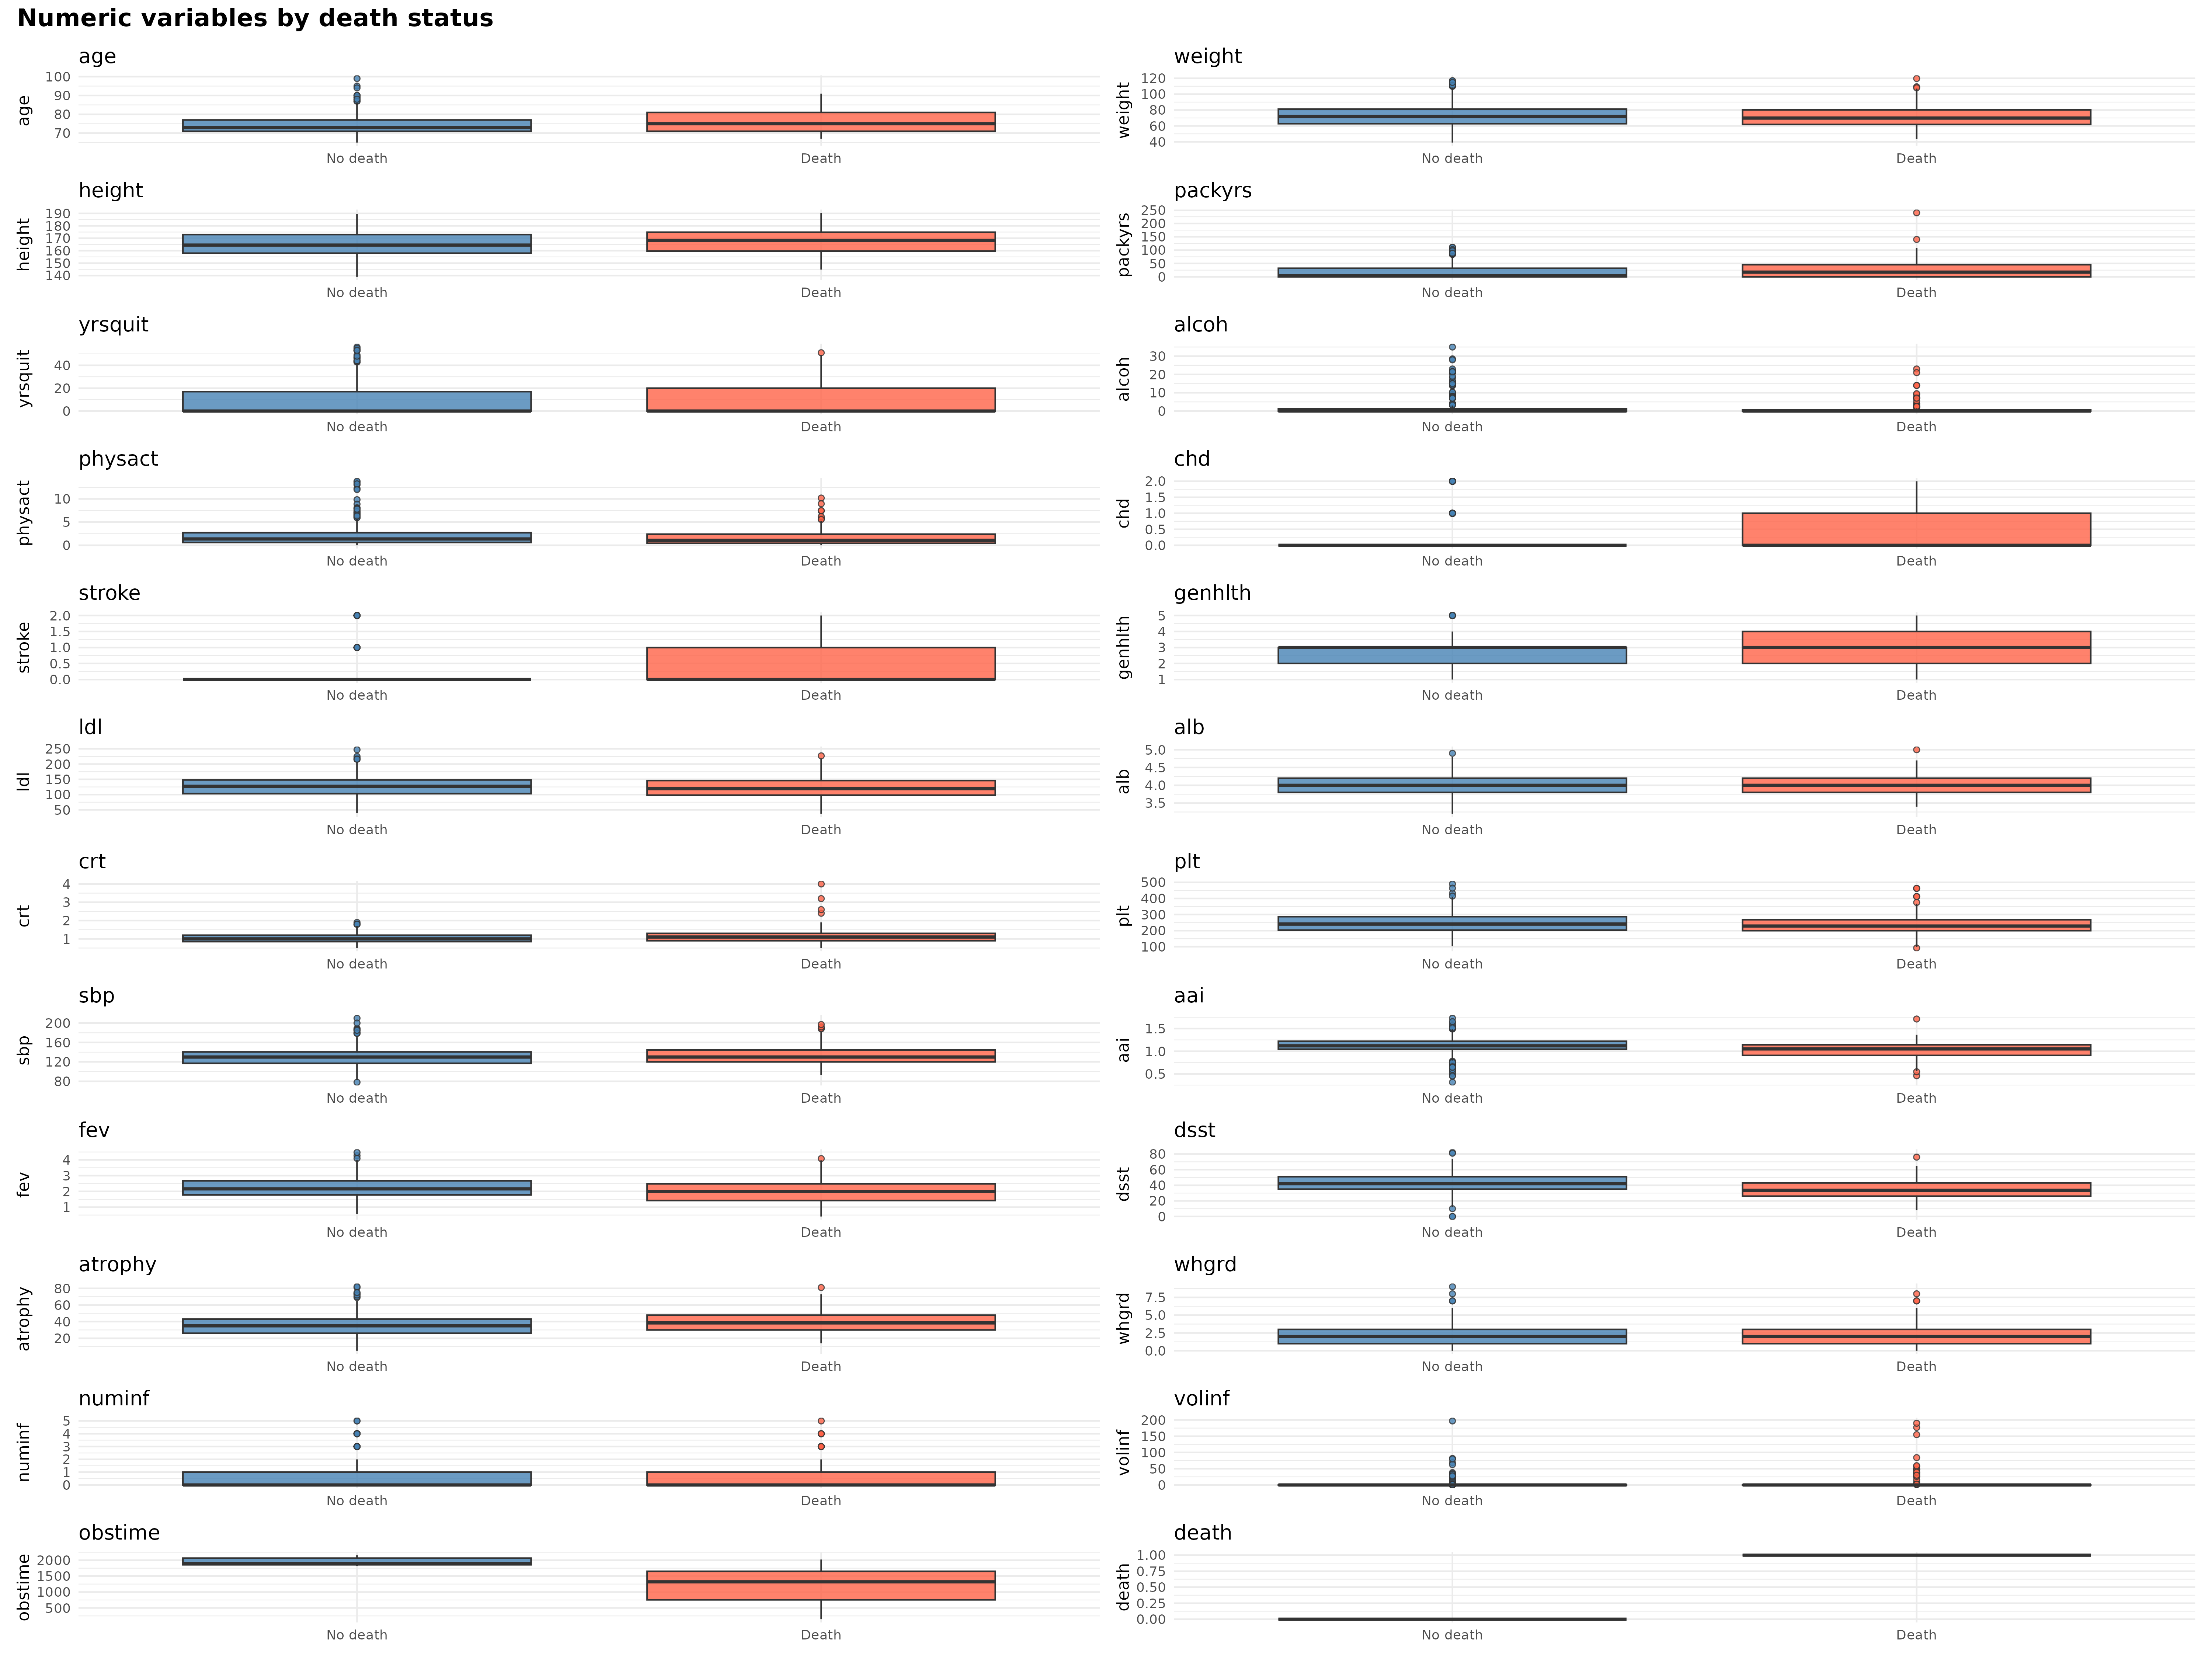 Numeric variables by death status
age
100
90
80
70
age
No death
Death
weight
120
100
80
60
40
weight
No death
Death
height
190
180
170
160
150
140
height
No death
Death
packyrs
250
200
150
100
50
0
packyrs
No death
Death
yrsquit
40
20
0
yrsquit
No death
Death
alcoh
30
20
10
0
alcoh
No death
Death
physact
10
5
0
physact
No death
Death
chd
2.0
1.5
1.0
0.5
0.0
chd
No death
Death
stroke
2.0
1.5
1.0
0.5
0.0
stroke
No death
Death
genhlth
5
4
3
2
1
genhlth
No death
Death
ldl
250
200
150
100
50
ldl
No death
Death
alb
5.0
4.5
4.0
3.5
alb
No death
Death
crt
4
3
2
1
crt
No death
Death
plt
500
400
300
200
100
plt
No death
Death
sbp
200
160
120
80
sbp
No death
Death
aai
1.5
1.0
0.5
aai
No death
Death
fev
4
3
2
1
fev
No death
Death
dsst
80
60
40
20
0
dsst
No death
Death
atrophy
80
60
40
20
atrophy
No death
Death
whgrd
7.5
5.0
2.5
0.0
whgrd
No death
Death
numinf
5
4
3
2
1
0
numinf
No death
Death
volinf
200
150
100
50
0
volinf
No death
Death
obstime
2000
1500
1000
500
obstime
No death
Death
death
1.00
0.75
0.50
0.25
0.00
death
No death
Death